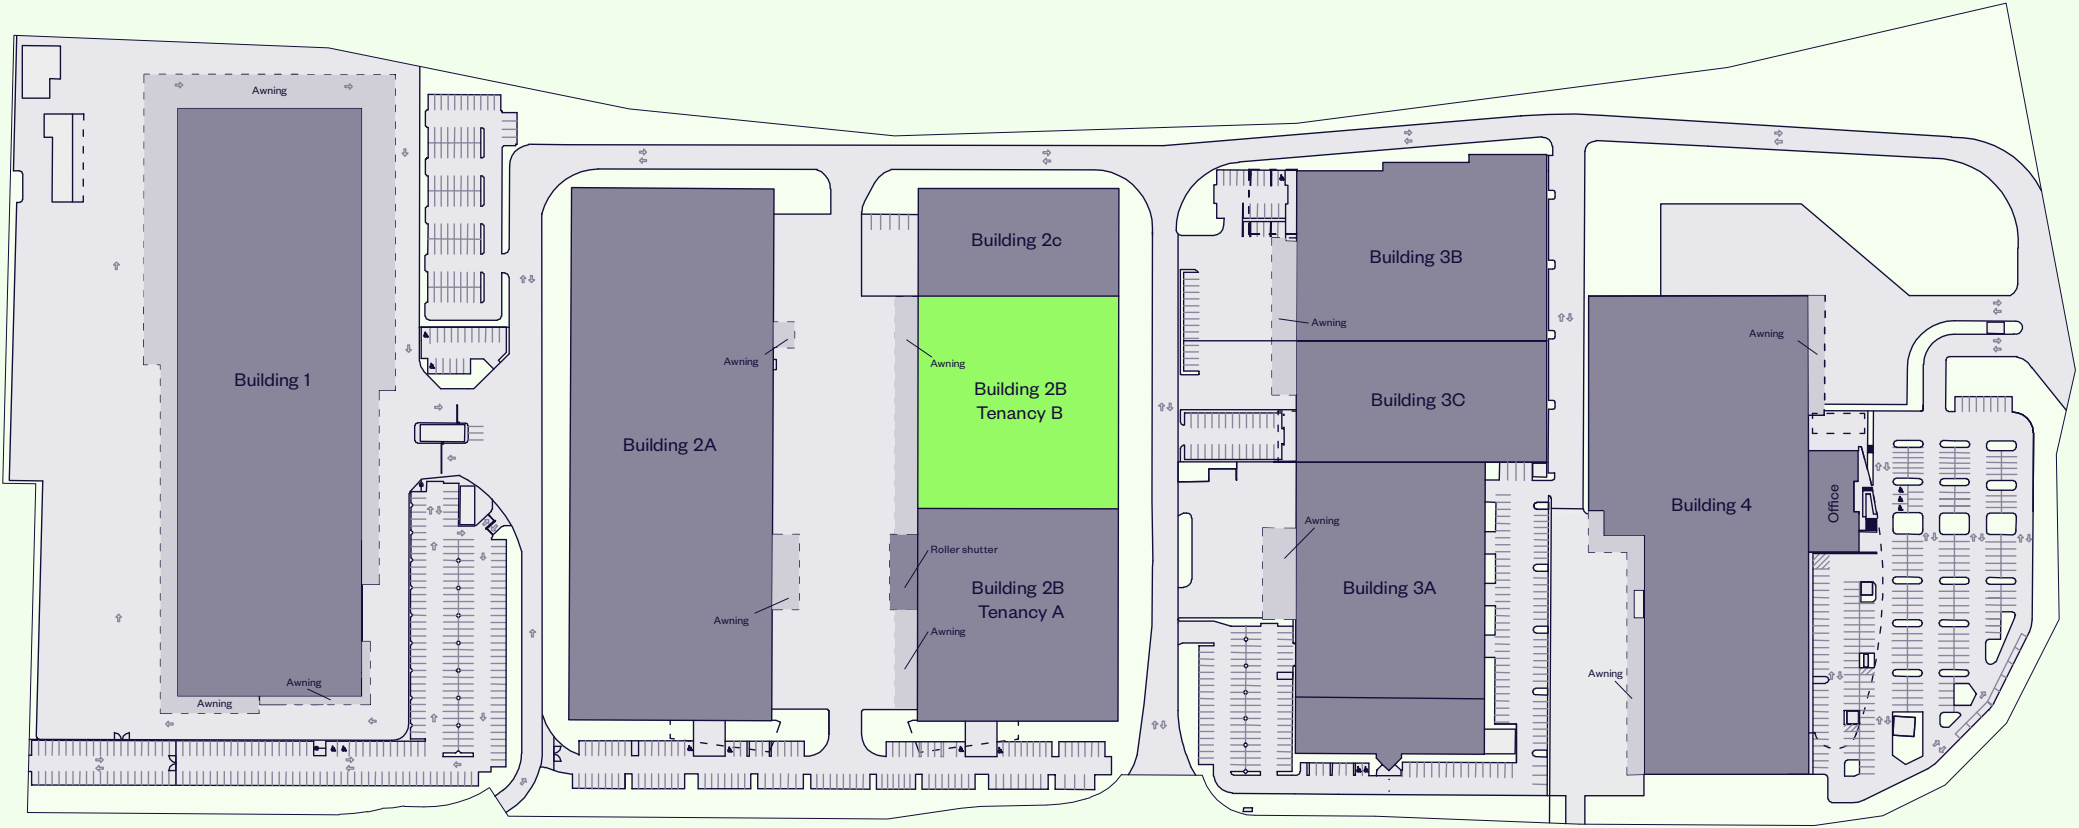 Awning
Building 1
Awning
Awning
Building 2A
Awning
Awning
Building 2c
Awning
Building 2B
Tenancy B
Roller shutter
Building 2B
Tenancy A
Awning
Building 3B
Awning
Building 3C
Awning
Building 3A
Awning
Building 4
Office
Awning